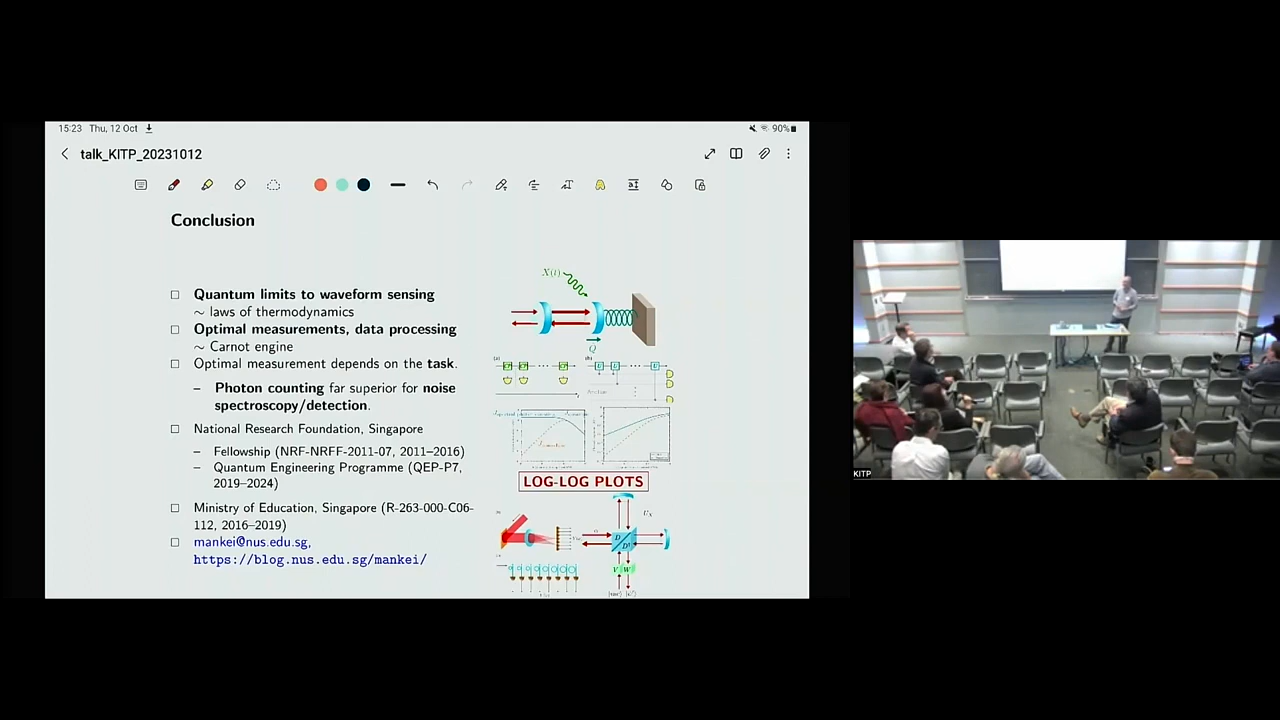 15:23 Thu, 12 Oct
90%
talk_KITP_20231012
Conclusion
Quantum limits to waveform sensing
∼ laws of thermodynamics
Optimal measurements, data processing
∼ Carnot engine
Optimal measurement depends on the task.
– Photon counting far superior for noise
spectroscopy/detection.
National Research Foundation, Singapore
– Fellowship (NRF-NRFF-2011-07, 2011–2016)
– Quantum Engineering Programme (QEP-P7,
2019–2024)
Ministry of Education, Singapore (R-263-000-C06-
112, 2016–2019)
mankei@nus.edu.sg,
https://blog.nus.edu.sg/mankei/
X(t)
Q
(a)
(b)
LOG-LOG PLOTS
D
V W
KITP